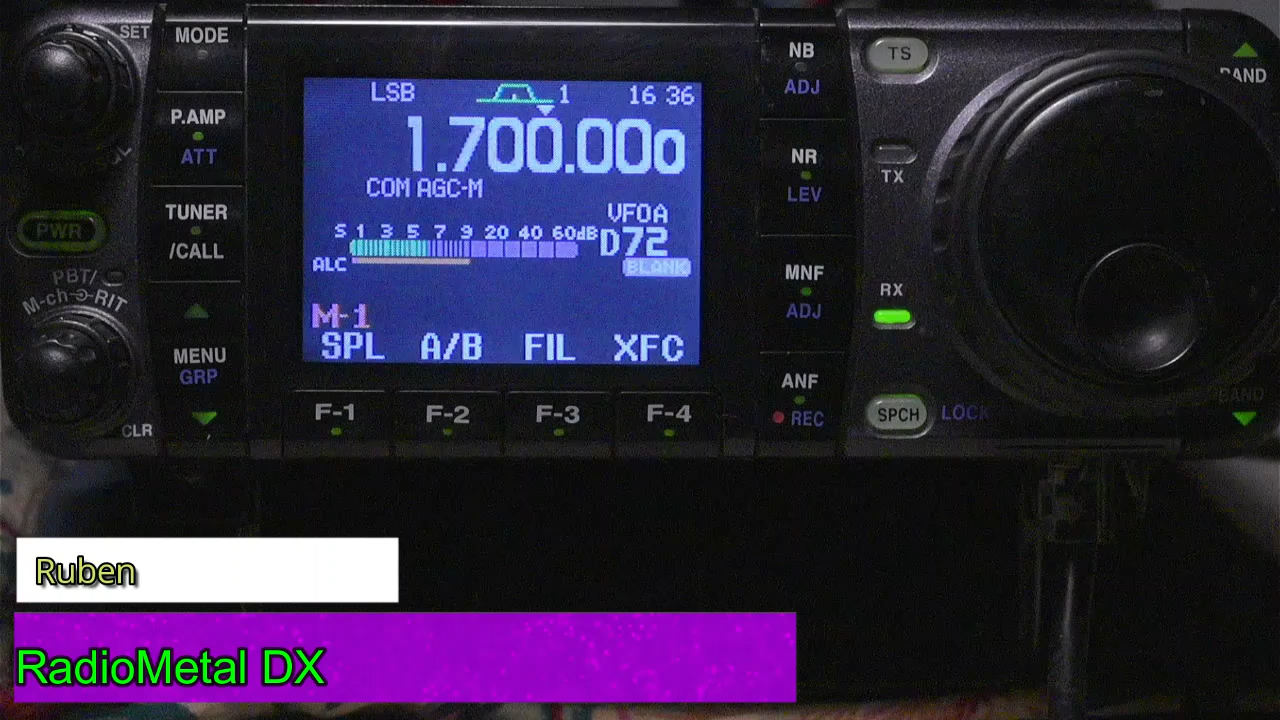 SET
MODE
P.AMP
ATT
TUNER
/CALL
PWR
PBT/
M-ch RIT
MENU
GRP
CLR
LSB 1 16 36
1.700.000
COM AGC-M
VFOA
S 1 3 5 7 9 20 40 60dB
D72
ALC
BLANK
M-1
SPL A/B FIL XFC
F-1 F-2 F-3 F-4
NB
ADJ
NR
LEV
MNF
ADJ
ANF
REC
TS
TX
RX
SPCH LOCK
BAND
BAND
Ruben
RadioMetal DX